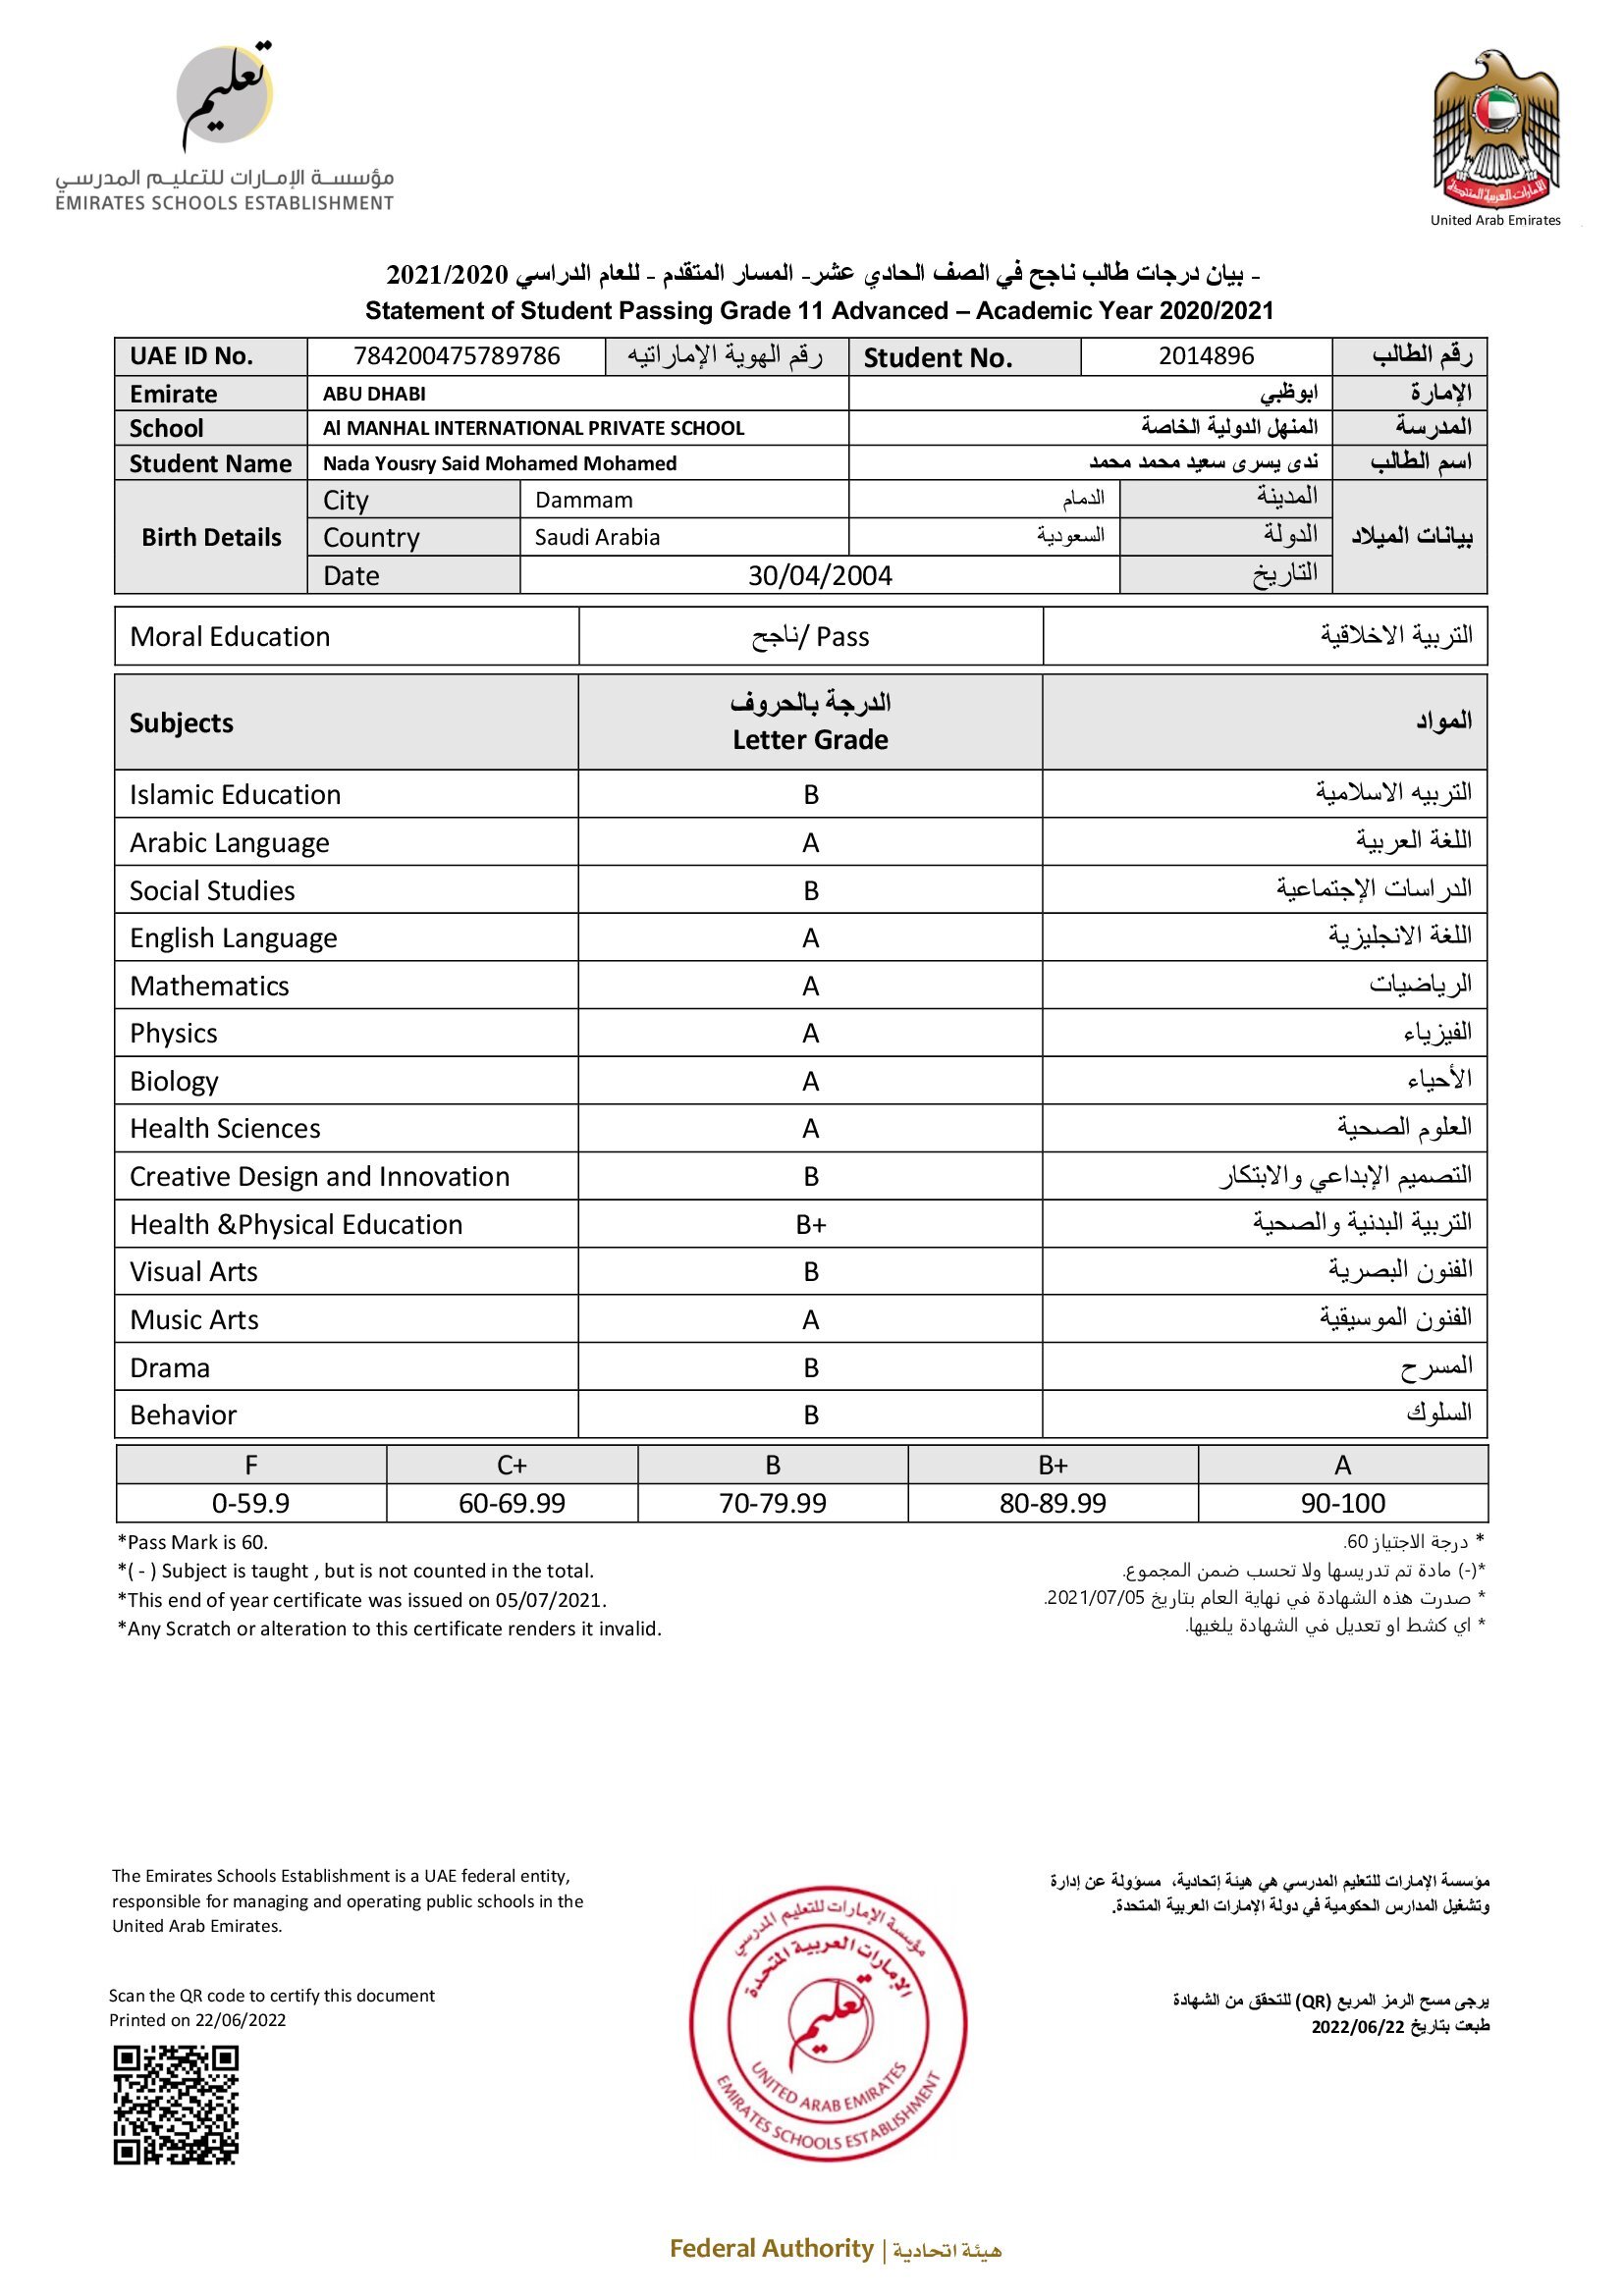 تعليم
مؤسسة الإمارات للتعليم المدرسي
EMIRATES SCHOOLS ESTABLISHMENT
الإمارات العربية المتحدة
United Arab Emirates
- بيان درجات طالب ناجح في الصف الحادي عشر- المسار المتقدم - للعام الدراسي 2021/2020
Statement of Student Passing Grade 11 Advanced – Academic Year 2020/2021
UAE ID No. 784200475789786 رقم الهوية الإماراتيه Student No. 2014896 رقم الطالب
Emirate ABU DHABI ابوظبي الإمارة
School Al MANHAL INTERNATIONAL PRIVATE SCHOOL المنهل الدولية الخاصة المدرسة
Student Name Nada Yousry Said Mohamed Mohamed ندى يسرى سعيد محمد محمد اسم الطالب
Birth Details City Dammam الدمام المدينة بيانات الميلاد
Country Saudi Arabia السعودية الدولة
Date 30/04/2004 التاريخ
Moral Education ناجح/ Pass التربية الاخلاقية
Subjects الدرجة بالحروف المواد
Letter Grade
Islamic Education B التربيه الاسلامية
Arabic Language A اللغة العربية
Social Studies B الدراسات الإجتماعية
English Language A اللغة الانجليزية
Mathematics A الرياضيات
Physics A الفيزياء
Biology A الأحياء
Health Sciences A العلوم الصحية
Creative Design and Innovation B التصميم الإبداعي والابتكار
Health &Physical Education B+ التربية البدنية والصحية
Visual Arts B الفنون البصرية
Music Arts A الفنون الموسيقية
Drama B المسرح
Behavior B السلوك
F C+ B B+ A
0-59.9 60-69.99 70-79.99 80-89.99 90-100
*Pass Mark is 60. * درجة الاجتياز 60.
*( - ) Subject is taught , but is not counted in the total. *(-) مادة تم تدريسها ولا تحسب ضمن المجموع.
*This end of year certificate was issued on 05/07/2021. * صدرت هذه الشهادة في نهاية العام بتاريخ 2021/07/05.
*Any Scratch or alteration to this certificate renders it invalid. * اي كشط او تعديل في الشهادة يلغيها.
The Emirates Schools Establishment is a UAE federal entity,
responsible for managing and operating public schools in the
United Arab Emirates.
مؤسسة الإمارات للتعليم المدرسي هي هيئة إتحادية، مسؤولة عن إدارة
وتشغيل المدارس الحكومية في دولة الإمارات العربية المتحدة.
Scan the QR code to certify this document
Printed on 22/06/2022
يرجى مسح الرمز المربع (QR) للتحقق من الشهادة
طبعت بتاريخ 2022/06/22
مؤسسة الإمارات للتعليم المدرسي
الإمارات العربية المتحدة
تعليم
UNITED ARAB EMIRATES
EMIRATES SCHOOLS ESTABLISHMENT
Federal Authority | هيئة اتحادية